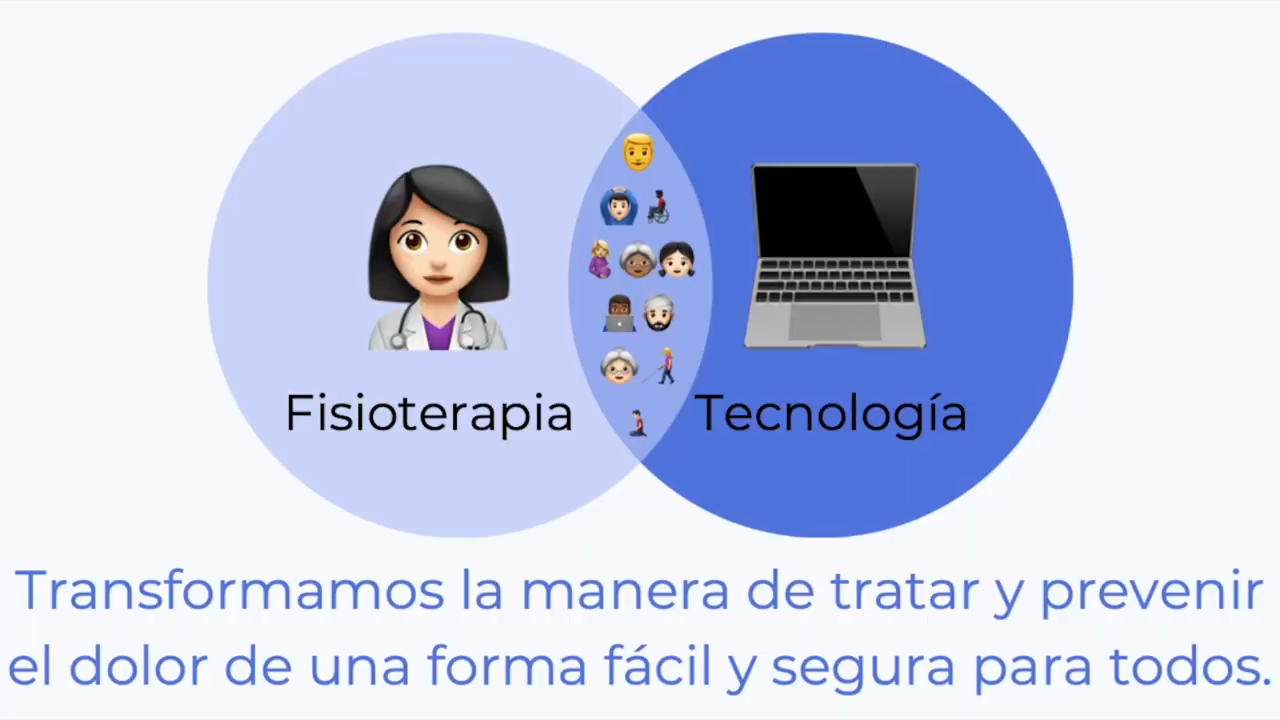 Fisioterapia
Tecnología
Transformamos la manera de tratar y prevenir
el dolor de una forma fácil y segura para todos.